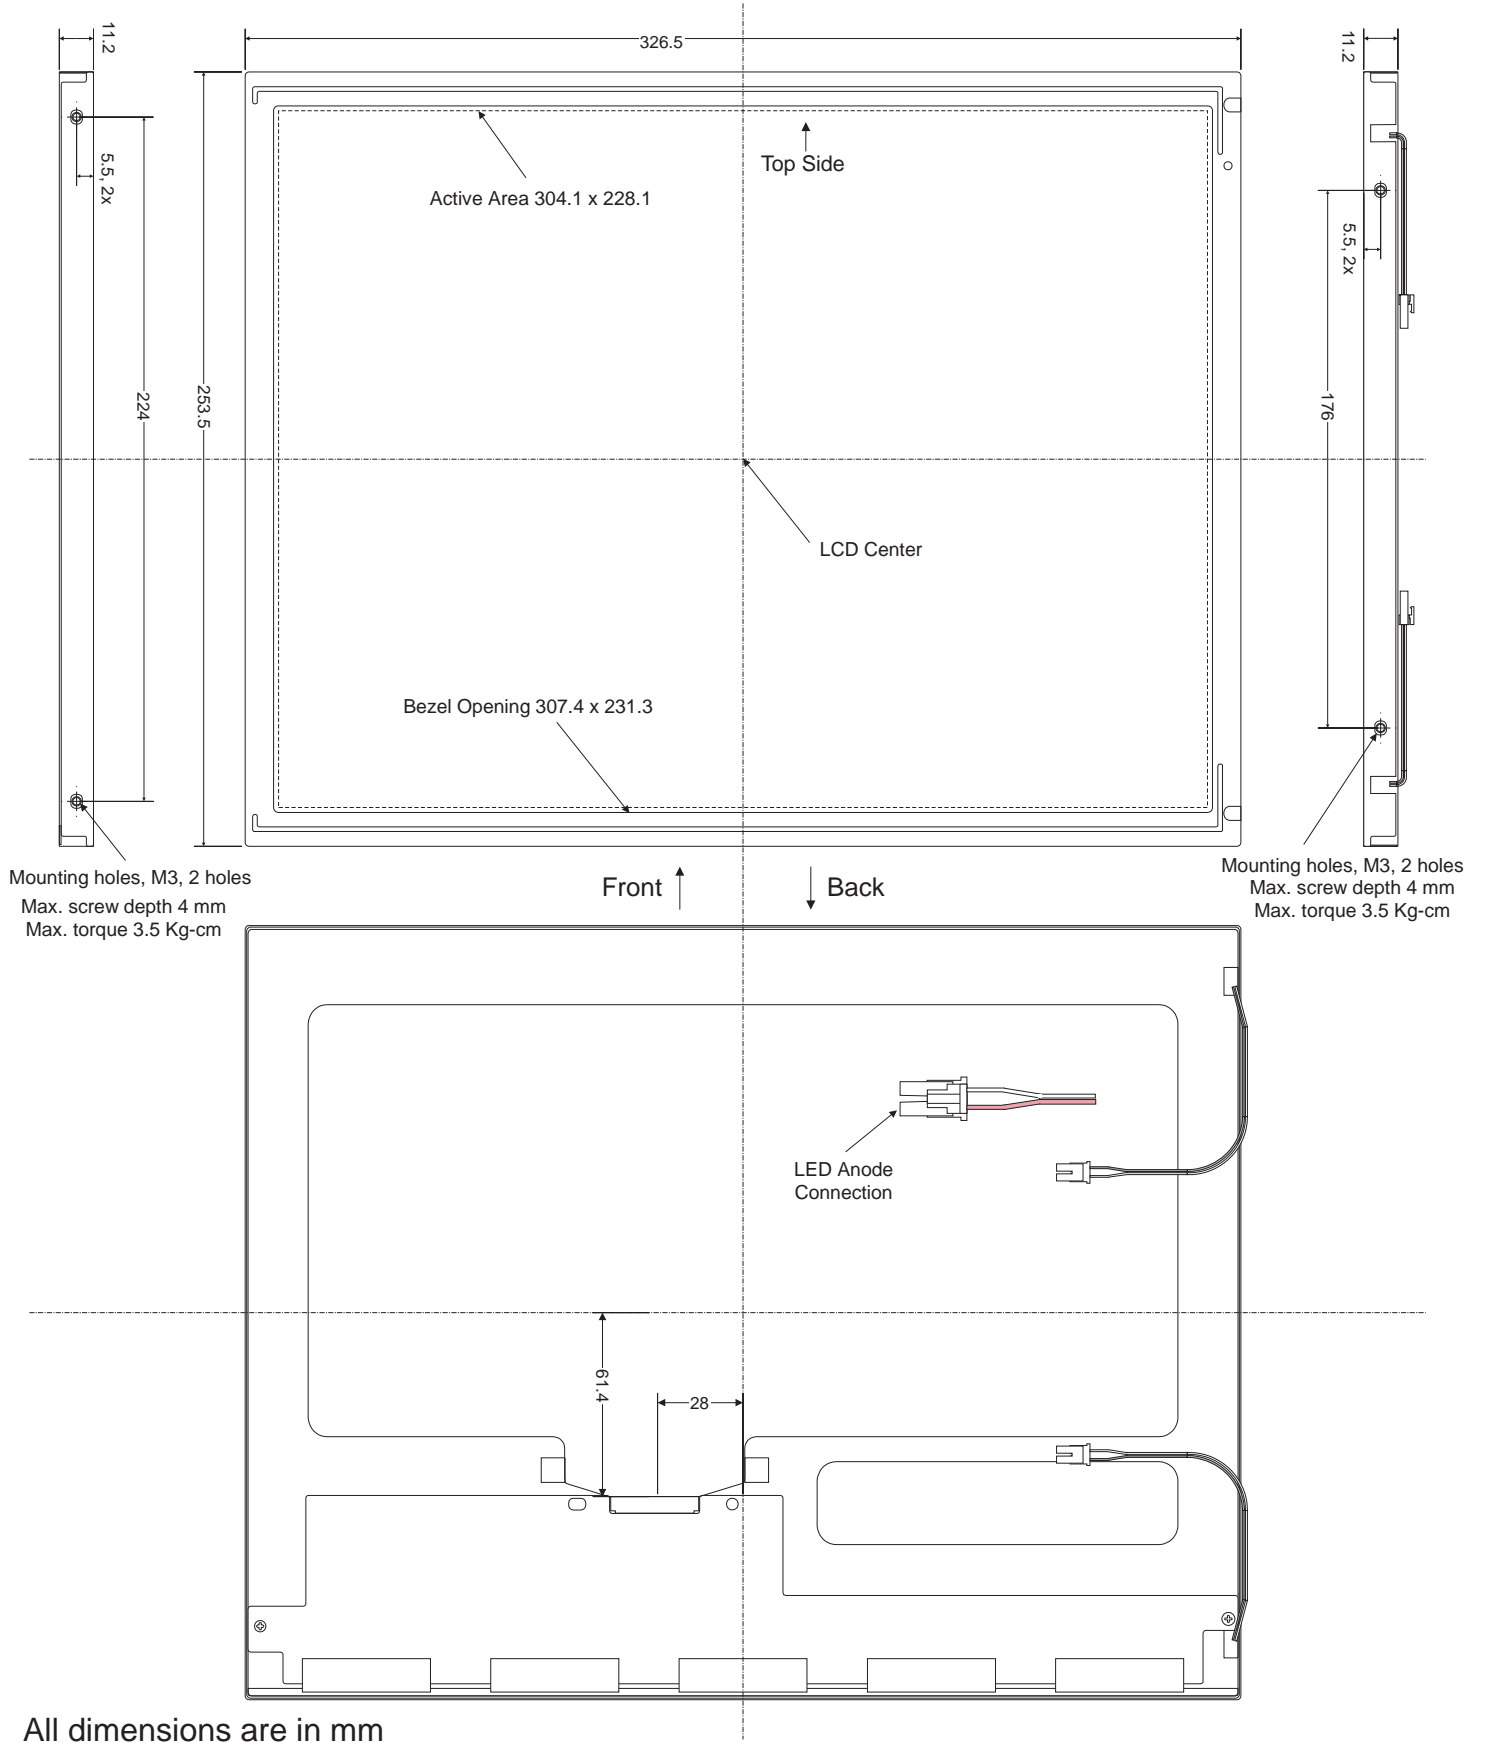 11.2
326.5
11.2
Top Side
5.5, 2x
Active Area 304.1 x 228.1
5.5, 2x
224
253.5
176
LCD Center
Bezel Opening 307.4 x 231.3
Mounting holes, M3, 2 holes
Max. screw depth 4 mm
Max. torque 3.5 Kg-cm
Front
Back
Mounting holes, M3, 2 holes
Max. screw depth 4 mm
Max. torque 3.5 Kg-cm
LED Anode
Connection
61.4
28
All dimensions are in mm